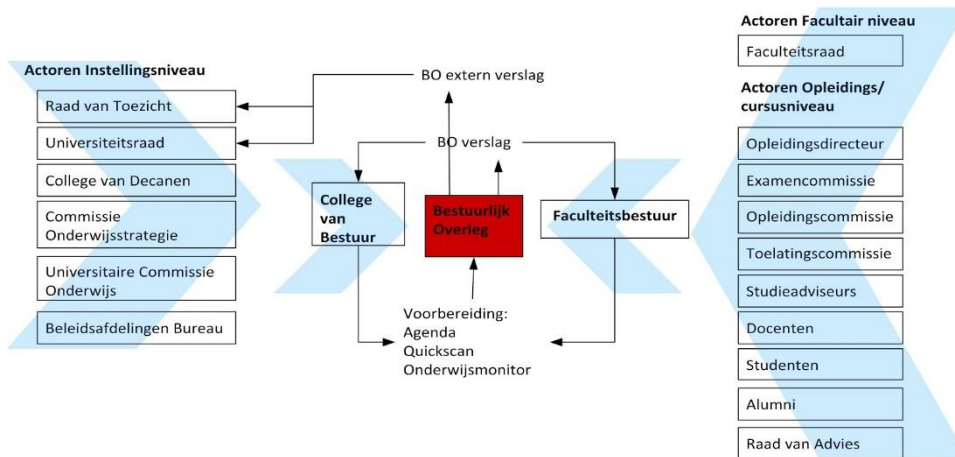 Actoren Instellingsniveau
Raad van Toezicht
Universiteitsraad
College van Decanen
Commissie
Onderwijsstrategie
Universitaire Commissie
Onderwijs
Beleidsafdelingen Bureau
BO extern verslag
BO verslag
College
van
Bestuur
Bestuurlijk
Overleg
Faculteitsbestuur
Voorbereiding:
Agenda
Quickscan
Onderwijsmonitor
Actoren Facultair niveau
Faculteitsraad
Actoren Opleidings/
cursusniveau
Opleidingsdirecteur
Examencommissie
Opleidingscommissie
Toelatingscommissie
Studieadviseurs
Docenten
Studenten
Alumni
Raad van Advies